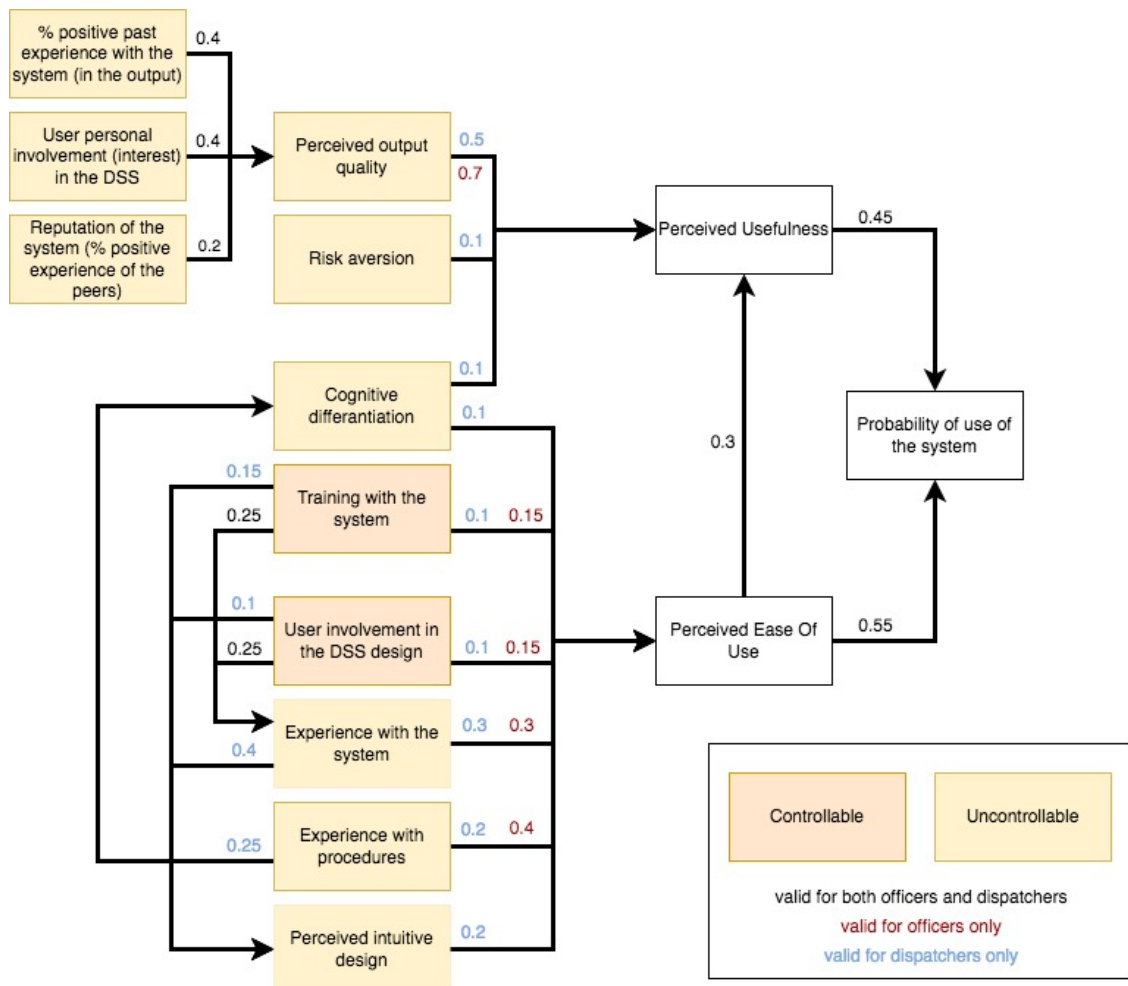 % positive past
experience with the
system (in the output)
0.4
User personal
involvement (interest)
in the DSS
0.4
Reputation of the
system (% positive
experience of the
peers)
0.2
Perceived output
quality
0.5
0.7
Risk aversion
0.1
Perceived Usefulness
0.45
Cognitive
differantiation
0.1
0.1
0.3
Probability of use of
the system
0.15
0.25
Training with the
system
0.1 0.15
0.1
0.25
User involvement in
the DSS design
0.1 0.15
Perceived Ease Of
Use
0.55
Experience with the
system
0.4
0.3 0.3
Experience with
procedures
0.25
0.2 0.4
Perceived intuitive
design
0.2
Controllable
Uncontrollable
valid for both officers and dispatchers
valid for officers only
valid for dispatchers only